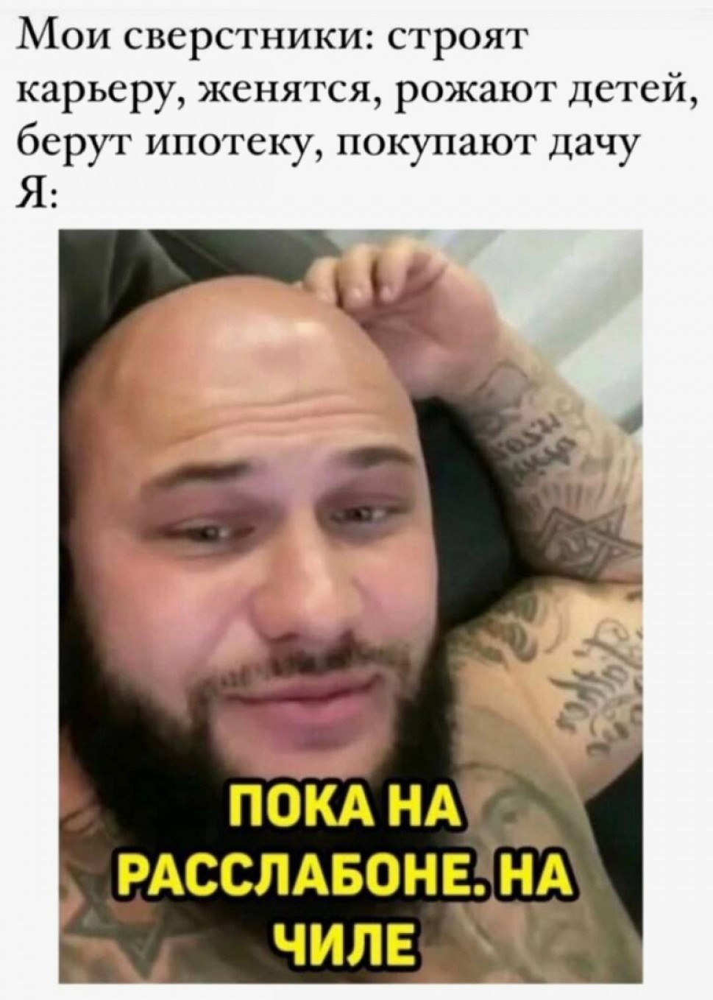 Мои сверстники: строят
карьеру, женятся, рожают детей,
берут ипотеку, покупают дачу
Я:
ПОКА НА
РАССЛАБОНЕ. НА
ЧИЛЕ